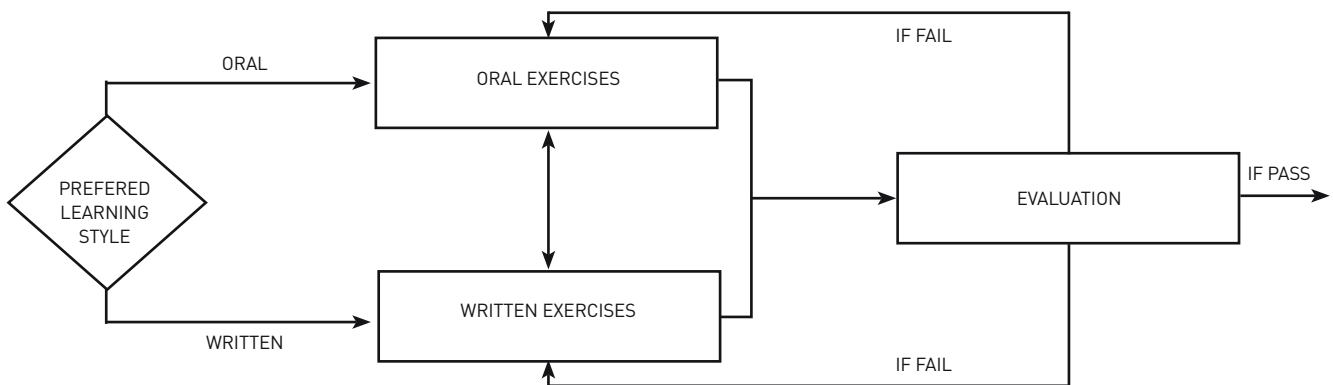 IF FAIL
ORAL
ORAL EXERCISES
PREFERED
LEARNING
STYLE
IF PASS
EVALUATION
WRITTEN EXERCISES
WRITTEN
IF FAIL